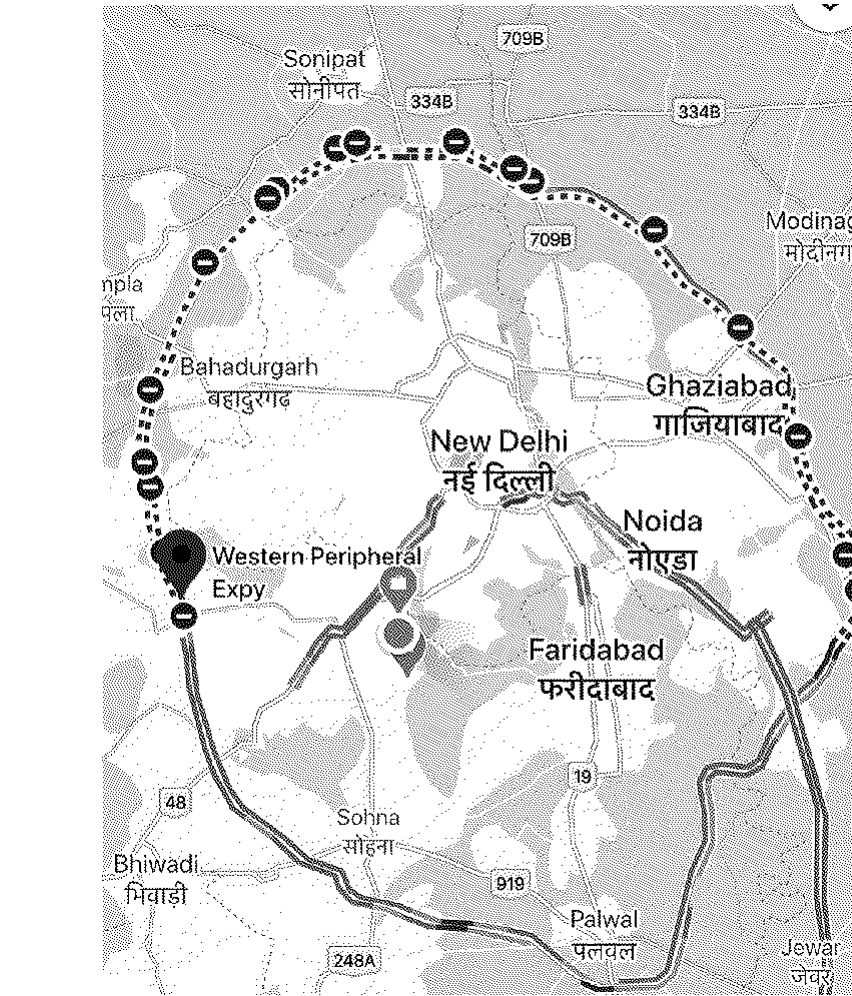 709B
Sonipat
सोनीपत
334B
334B
Modinag
मोदीनग
709B
mpla
पला
Bahadurgarh
बहादुरगढ़
Ghaziabad
गाजियाबाद
New Delhi
नई दिल्ली
Noida
नोएडा
Western Peripheral
Expy
Faridabad
फरीदाबाद
19
48
Sohna
सोहना
Bhiwadi
भिवाड़ी
919
Palwal
पलवल
Jewar
जेवर
248A